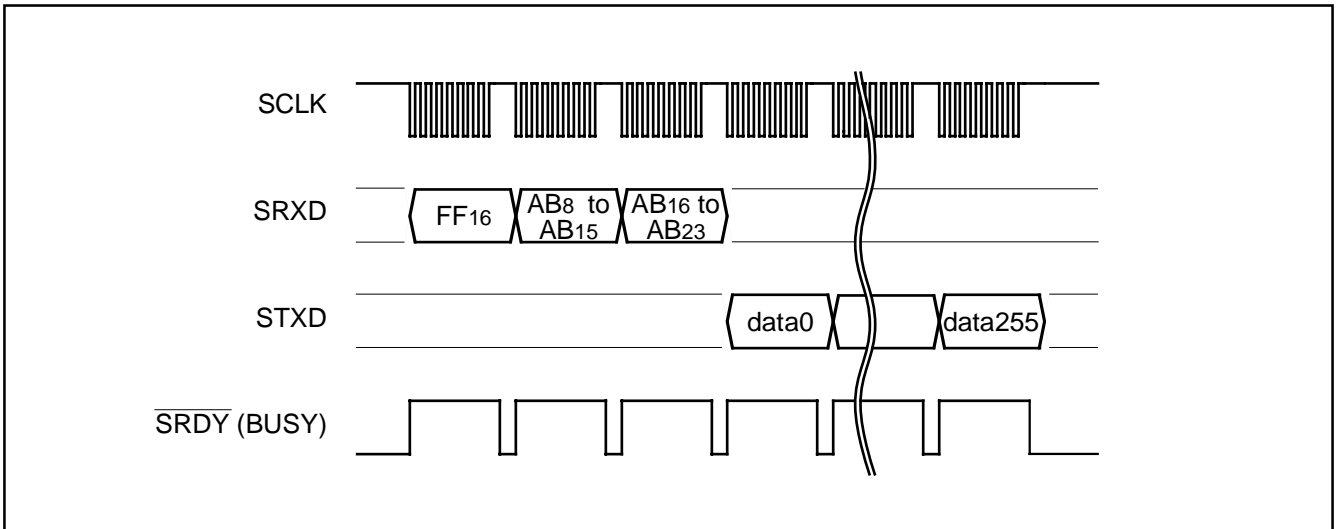 SCLK
SRXD
FF16
AB8 to
AB15
AB16 to
AB23
STXD
data0
data255
SRDY (BUSY)